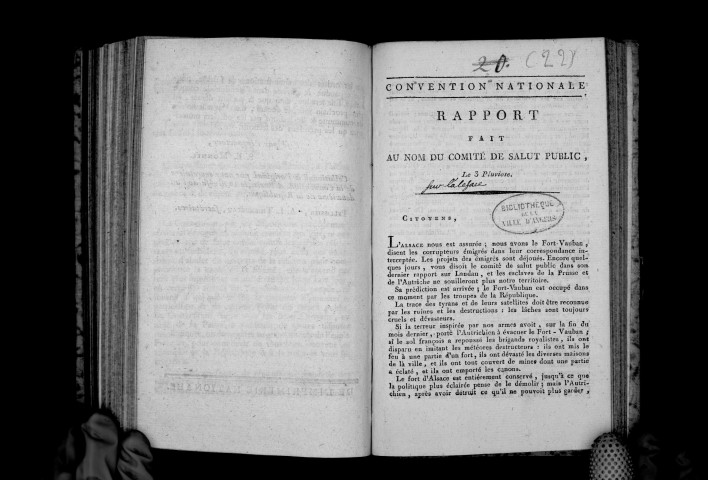 20. (22)
CONVENTION NATIONALE
RAPPORT
FAIT
AU NOM DU COMITÉ DE SALUT PUBLIC,
Le 3 Pluviose.
sur l'alsace
BIBLIOTHEQUE
DE LA
VILLE D'ANGERS
CITOYENS,
L'ALSACE nous est assurée ; nous avons le Fort-Vauban,
disent les corrupteurs émigrés dans leur correspondance in-
terceptée. Les projets des émigrés sont déjoués. Encore quel-
ques jours, vous disoit le comité de salut public dans son
dernier rapport sur Landau, et les esclaves de la Prusse et
de l'Autriche ne souilleront plus notre territoire.
Sa prédiction est arrivée ; le Fort-Vauban est occupé dans
ce moment par les troupes de la République.
La trace des tyrans et de leurs satellites doit être reconnue
par les ruines et les destructions : les lâches sont toujours
cruels et dévasteurs.
Si la terreur inspirée par nos armes avoit, sur la fin du
mois dernier, porté l'Autrichien à évacuer le Fort-Vauban ;
si le sol français a repoussé les brigands royalistes, ils ont
disparu en imitant les météores destructeurs : ils ont mis le
feu à une partie d'un fort, ils ont dévasté les diverses maisons
de la ville, et ils ont tout couvert de mines dont une partie
a éclaté, et ils ont emporté les canons.
Le fort d'Alsace est entièrement conservé, jusqu'à ce que
la politique plus éclairée pense de le démolir ; mais l'Autri-
chien, après avoir détruit ce qu'il ne pouvoit plus garder,